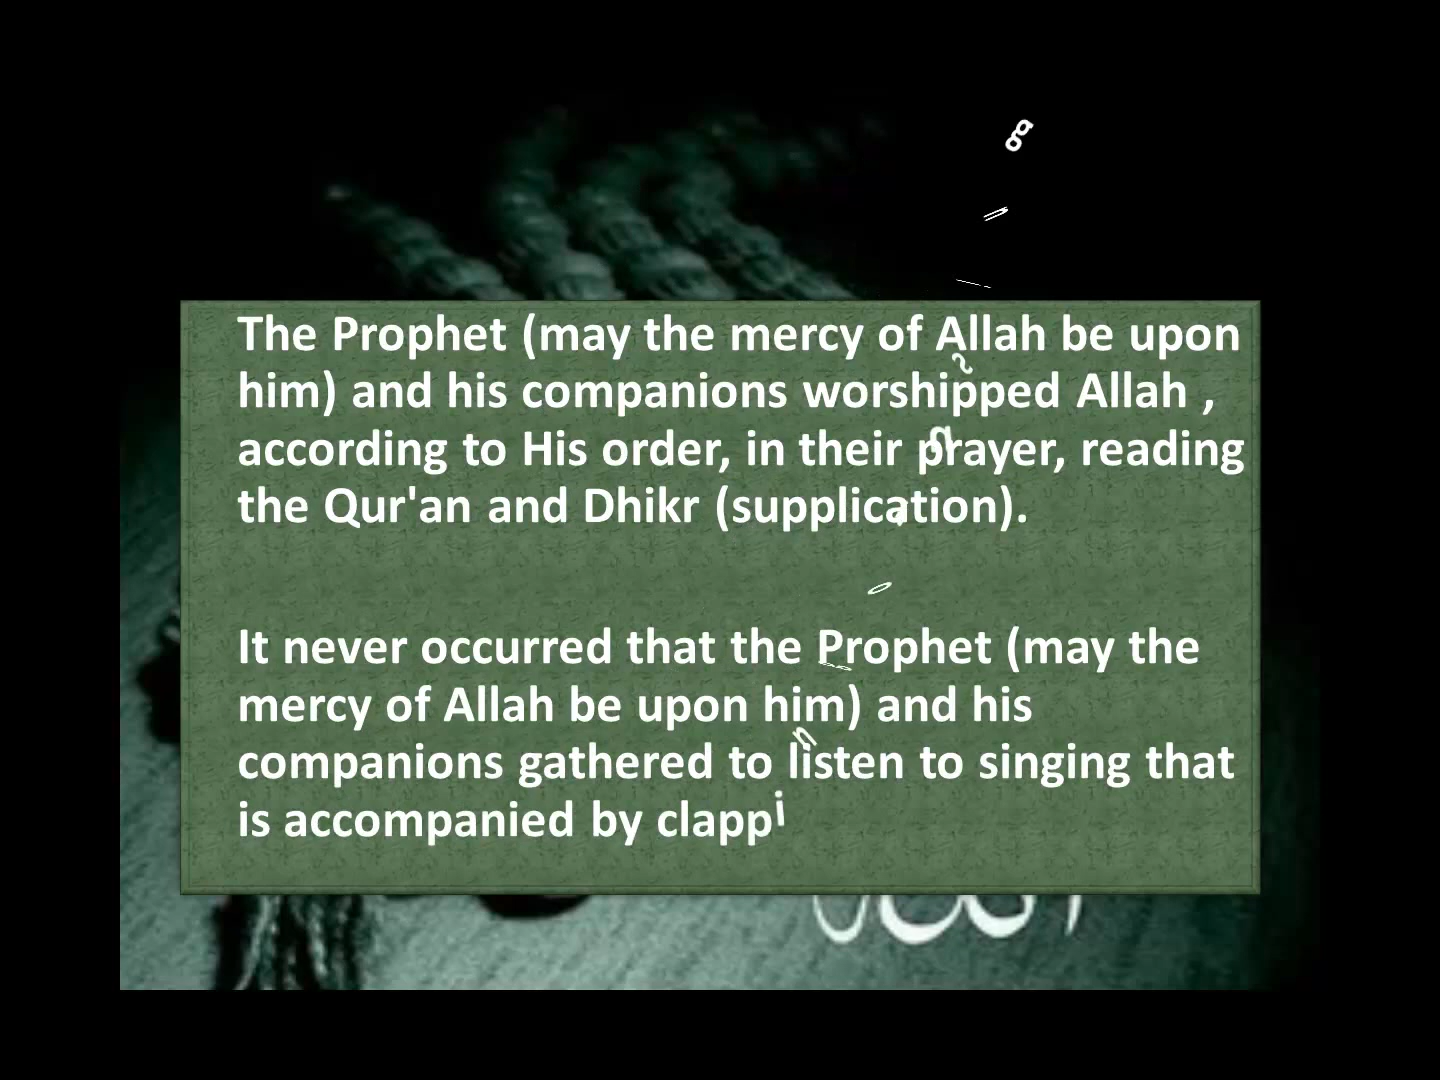 The Prophet (may the mercy of Allah be upon
him) and his companions worshipped Allah ,
according to His order, in their prayer, reading
the Qur'an and Dhikr (supplication).
It never occurred that the Prophet (may the
mercy of Allah be upon him) and his
companions gathered to listen to singing that
is accompanied by clappi